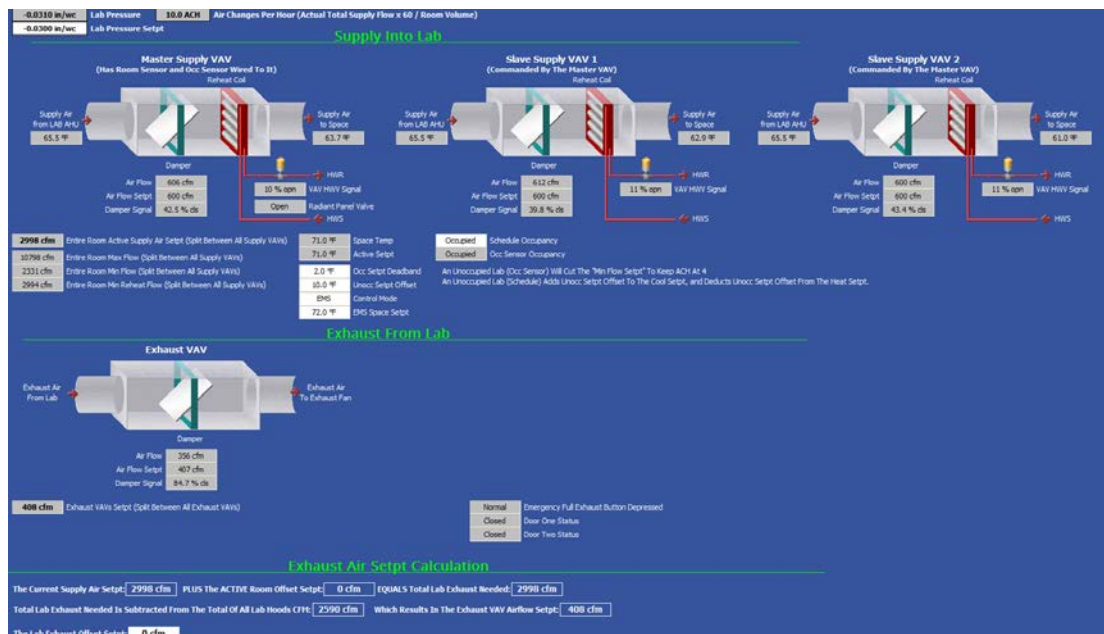 -0.0310 in/wc Lab Pressure 10.0 ACH Air Changes Per Hour (Actual Total Supply Flow x 60 / Room Volume)
-0.0300 in/wc Lab Pressure Setpt
Supply Into Lab
Master Supply VAV
(Has Room Sensor and Occ Sensor Wired To It)
Reheat Coil
Supply Air
from LAB AHU
65.5 °F
Supply Air
to Space
63.7 °F
Damper
Air Flow 606 cfm
Air Flow Setpt 600 cfm
Damper Signal 42.5 % cls
HWR
10 % opn VAV HWV Signal
Open Radiant Panel Valve
HWS
Slave Supply VAV 1
(Commanded By The Master VAV)
Reheat Coil
Supply Air
from LAB AHU
65.5 °F
Supply Air
to Space
62.9 °F
Damper
Air Flow 612 cfm
Air Flow Setpt 600 cfm
Damper Signal 39.8 % cls
HWR
11 % opn VAV HWV Signal
HWS
Slave Supply VAV 2
(Commanded By The Master VAV)
Reheat Coil
Supply Air
from LAB AHU
65.5 °F
Supply Air
to Space
61.0 °F
Damper
Air Flow 600 cfm
Air Flow Setpt 600 cfm
Damper Signal 43.4 % cls
HWR
11 % opn VAV HWV Signal
HWS
2998 cfm Entire Room Active Supply Air Setpt (Split Between All Supply VAVs)
10798 cfm Entire Room Max Flow (Split Between All Supply VAVs)
2331 cfm Entire Room Min Flow (Split Between All Supply VAVs)
2994 cfm Entire Room Min Reheat Flow (Split Between All Supply VAVs)
71.0 °F Space Temp
71.0 °F Active Setpt
2.0 °F Occ Setpt Deadband
10.0 °F Unocc Setpt Offset
EMS Control Mode
72.0 °F EMS Space Setpt
Occupied Schedule Occupancy
Occupied Occ Sensor Occupancy
An Unoccupied Lab (Occ Sensor) Will Cut The "Min Flow Setpt" To Keep ACH At 4
An Unoccupied Lab (Schedule) Adds Unocc Setpt Offset To The Cool Setpt, and Deducts Unocc Setpt Offset From The Heat Setpt.
Exhaust From Lab
Exhaust VAV
Exhaust Air
From Lab
Exhaust Air
To Exhaust Fan
Damper
Air Flow 356 cfm
Air Flow Setpt 407 cfm
Damper Signal 84.7 % cls
408 cfm Exhaust VAVs Setpt (Split Between All Exhaust VAVs)
Normal Emergency Full Exhaust Button Depressed
Closed Door One Status
Closed Door Two Status
Exhaust Air Setpt Calculation
The Current Supply Air Setpt: 2998 cfm PLUS The ACTIVE Room Offset Setpt: 0 cfm EQUALS Total Lab Exhaust Needed: 2998 cfm
Total Lab Exhaust Needed Is Subtracted From The Total Of All Lab Hoods CFM: 2590 cfm Which Results In The Exhaust VAV Airflow Setpt: 408 cfm
The Lab Exhaust Offset Setpt: 0 cfm